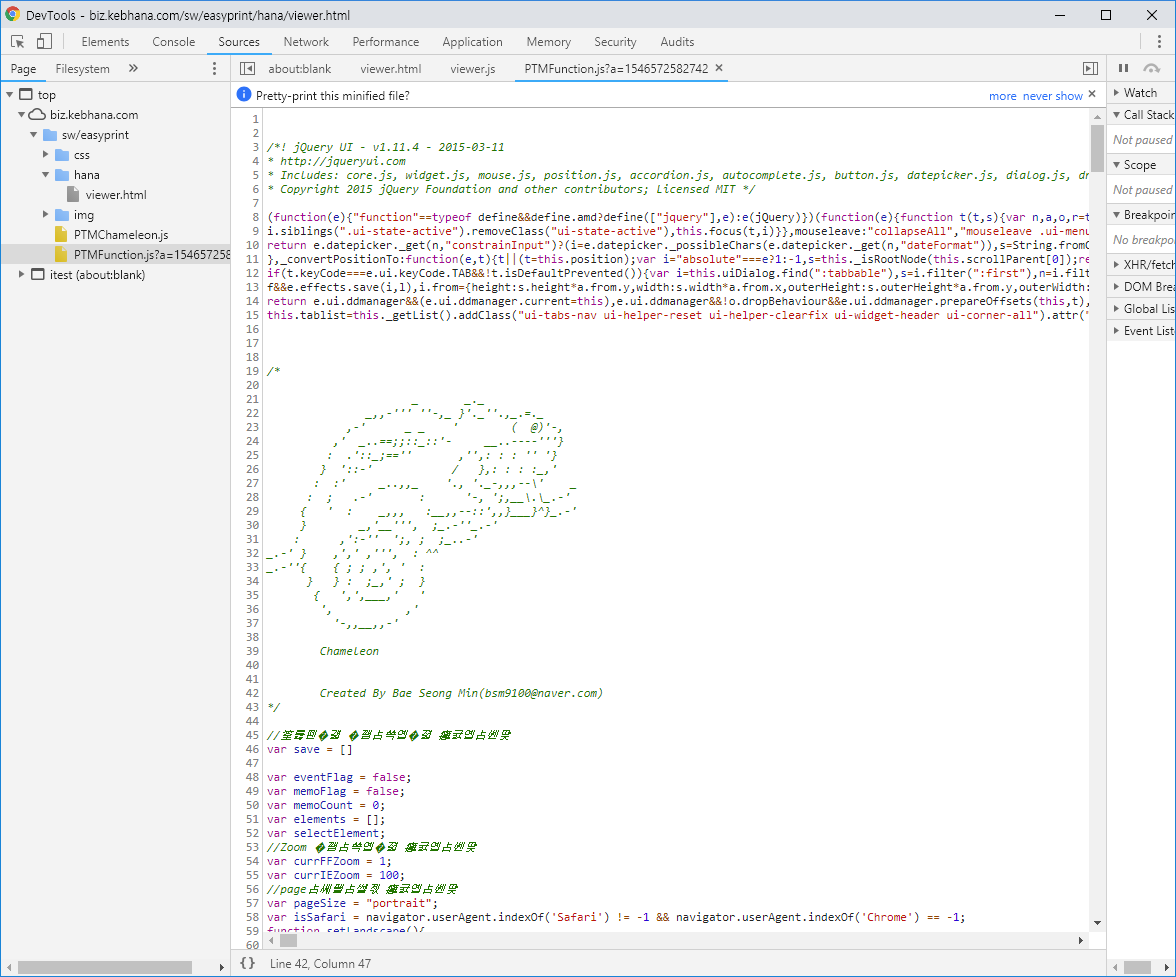 DevTools - biz.kebhana.com/sw/easyprint/hana/viewer.html
Elements Console Sources Network Performance Application Memory Security Audits
Page Filesystem »
about:blank viewer.html viewer.js PTMFunction.js?a=1546572582742 ×
Pretty-print this minified file?
more never show ×
top
biz.kebhana.com
sw/easyprint
css
hana
viewer.html
img
PTMChameleon.js
PTMFunction.js?a=15465725
itest (about:blank)
Watch
Call Stack
Not paused
Scope
Not paused
Breakpoin
No breakpo
XHR/fetch
DOM Brea
Global Lis
Event List
1
2
3 /*! jQuery UI - v1.11.4 - 2015-03-11
4 * http://jqueryui.com
5 * Includes: core.js, widget.js, mouse.js, position.js, accordion.js, autocomplete.js, button.js, datepicker.js, dialog.js, dr
6 * Copyright 2015 jQuery Foundation and other contributors; Licensed MIT */
7
8 (function(e){"function"==typeof define&&define.amd?define(["jquery"],e):e(jQuery)})(function(e){function t(t,s){var n,a,o,r=t
9 i.siblings(".ui-state-active").removeClass("ui-state-active"),this.focus(t,i)}},mouseleave:"collapseAll","mouseleave .ui-menu
10 return e.datepicker._get(n,"constrainInput")?(i=e.datepicker._possibleChars(e.datepicker._get(n,"dateFormat")),s=String.fromC
11 },_convertPositionTo:function(e,t){t||(t=this.position);var i="absolute"===e?1:-1,s=this._isRootNode(this.scrollParent[0]);re
12 if(t.keyCode===e.ui.keyCode.TAB&&!t.isDefaultPrevented()){var i=this.uiDialog.find(":tabbable"),s=i.filter(":first"),n=i.filt
13 f&&e.effects.save(i,l),i.from={height:s.height*a.from.y,width:s.width*a.from.x,outerHeight:s.outerHeight*a.from.y,outerWidth:
14 return e.ui.ddmanager&&(e.ui.ddmanager.current=this),e.ui.ddmanager&&!o.dropBehaviour&&e.ui.ddmanager.prepareOffsets(this,t),
15 this.tablist=this._getList().addClass("ui-tabs-nav ui-helper-reset ui-helper-clearfix ui-widget-header ui-corner-all").attr("
16
17
18
19 /*
20
21
22
23
24
25
26
27
28
29
30
31
32
33
34
35
36
37
38
39 Chameleon
40
41
42 Created By Bae Seong Min(bsm9100@naver.com)
43 */
44
45 //
46 var save = []
47
48 var eventFlag = false;
49 var memoFlag = false;
50 var memoCount = 0;
51 var elements = [];
52 var selectElement;
53 //Zoom
54 var currFFZoom = 1;
55 var currIEZoom = 100;
56 //page
57 var pageSize = "portrait";
58 var isSafari = navigator.userAgent.indexOf('Safari') != -1 && navigator.userAgent.indexOf('Chrome') == -1;
59 function setLandscape(){
60
{} Line 42, Column 47